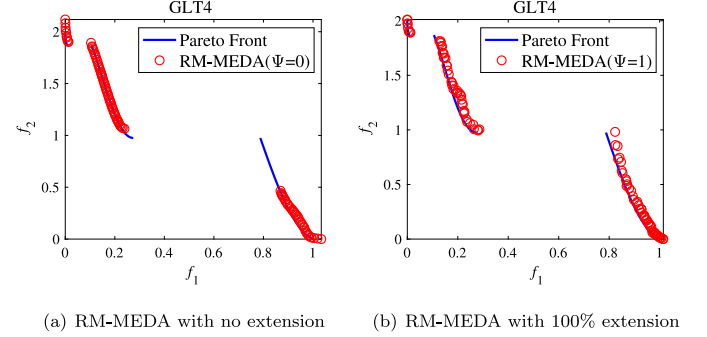 GLT4
2
1.5
1
0.5
0
f2
0 0.2 0.4 0.6 0.8 1
f1
Pareto Front
RM-MEDA(Ψ=0)
(a) RM-MEDA with no extension
GLT4
2
1.5
1
0.5
0
f2
0 0.2 0.4 0.6 0.8 1
f1
Pareto Front
RM-MEDA(Ψ=1)
(b) RM-MEDA with 100% extension